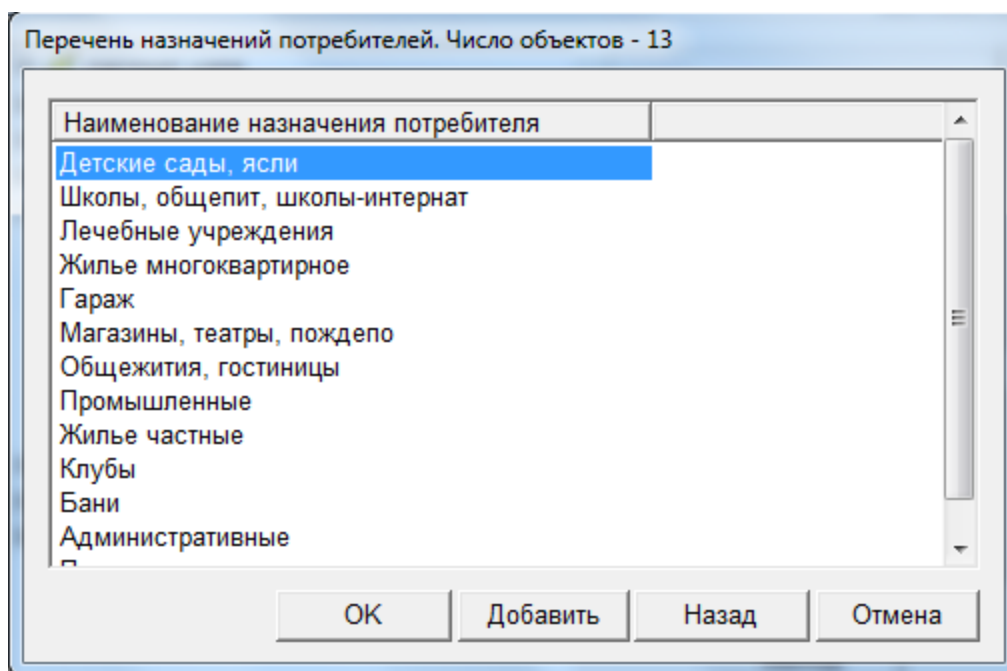 Перечень назначений потребителей. Число объектов - 13
Наименование назначения потребителя
Детские сады, ясли
Школы, общепит, школы-интернат
Лечебные учреждения
Жилье многоквартирное
Гараж
Магазины, театры, пождепо
Общежития, гостиницы
Промышленные
Жилье частные
Клубы
Бани
Административные
OK Добавить Назад Отмена